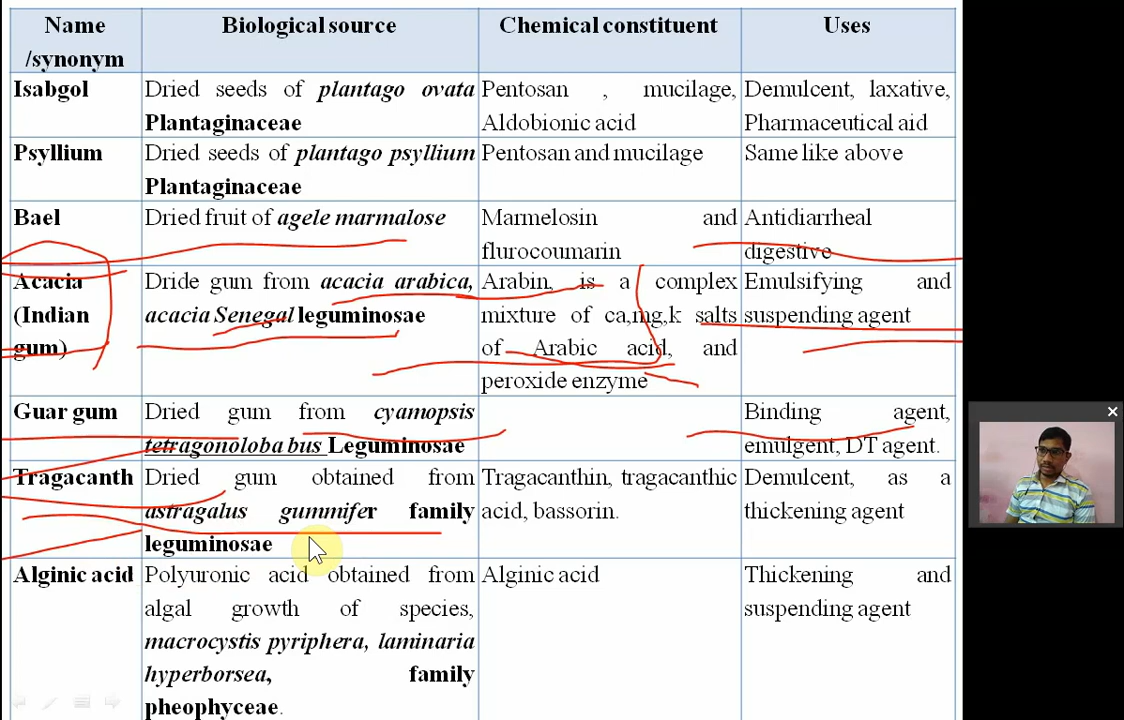 Name /synonym
Biological source
Chemical constituent
Uses
Isabgol
Dried seeds of plantago ovata
Plantaginaceae
Pentosan , mucilage,
Aldobionic acid
Demulcent, laxative,
Pharmaceutical aid
Psyllium
Dried seeds of plantago psyllium
Plantaginaceae
Pentosan and mucilage
Same like above
Bael
Dried fruit of agele marmalose
Marmelosin and
flurocoumarin
Antidiarrheal
digestive
Acacia
(Indian
gum)
Dride gum from acacia arabica,
acacia Senegal leguminosae
Arabin, is a complex
mixture of ca,mg,k salts
of Arabic acid, and
peroxide enzyme
Emulsifying and
suspending agent
Guar gum
Dried gum from cyamopsis
tetragonoloba bus Leguminosae
Binding agent,
emulgent, DT agent.
Tragacanth
Dried gum obtained from
astragalus gummifer family
leguminosae
Tragacanthin, tragacanthic
acid, bassorin.
Demulcent, as a
thickening agent
Alginic acid
Polyuronic acid obtained from
algal growth of species,
macrocystis pyriphera, laminaria
hyperborsea, family
pheophyceae.
Alginic acid
Thickening and
suspending agent